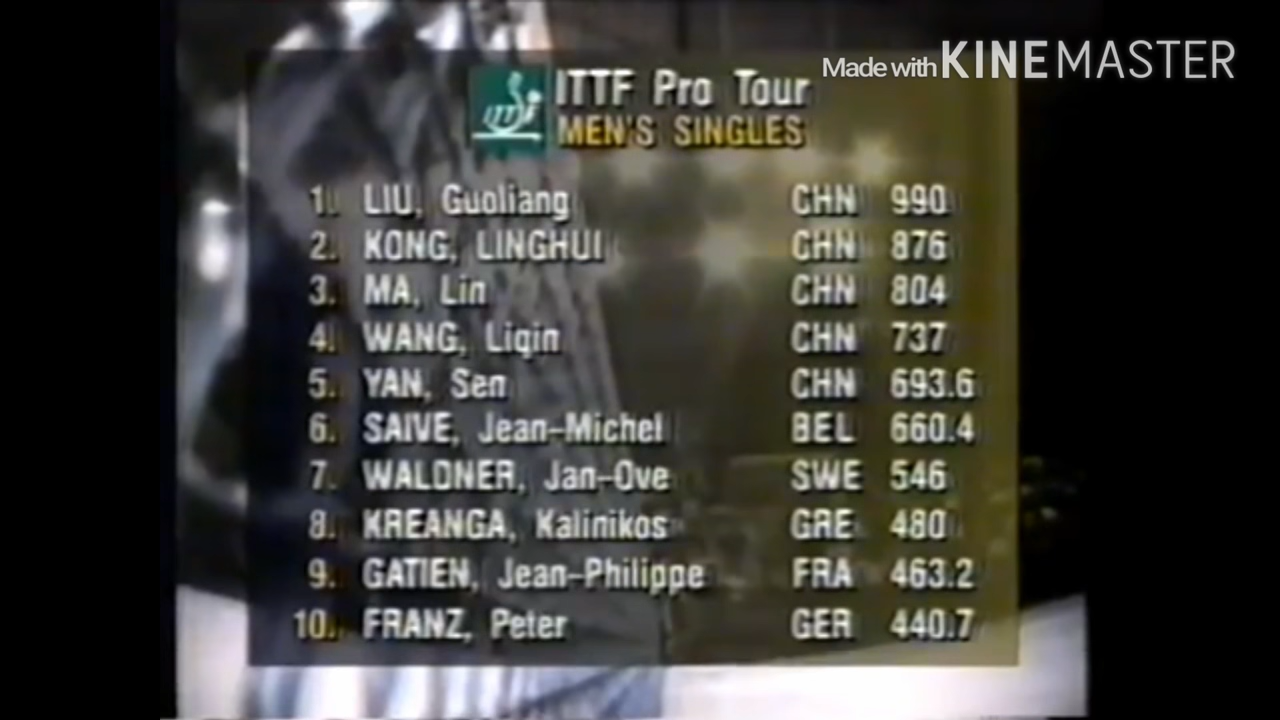 Made with KINEMASTER
ITTF
ITTF Pro Tour
MEN'S SINGLES
1. LIU, Guoliang CHN 990
2. KONG, LINGHUI CHN 876
3. MA, Lin CHN 804
4. WANG, Liqin CHN 737
5. YAN, Sen CHN 693.6
6. SAIVE, Jean-Michel BEL 660.4
7. WALDNER, Jan-Ove SWE 546
8. KREANGA, Kalinikos GRE 480
9. GATIEN, Jean-Philippe FRA 463.2
10. FRANZ, Peter GER 440.7